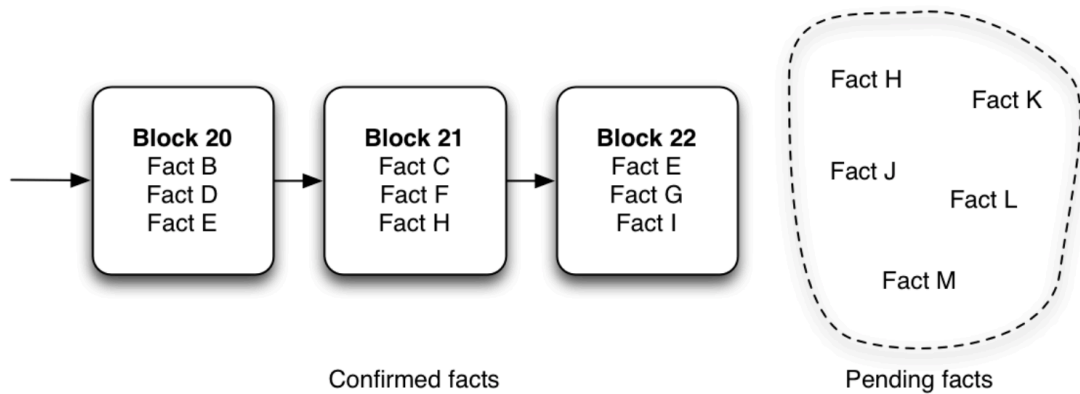 Block 20
Fact B
Fact D
Fact E
Block 21
Fact C
Fact F
Fact H
Block 22
Fact E
Fact G
Fact I
Fact H
Fact K
Fact J
Fact L
Fact M
Confirmed facts
Pending facts